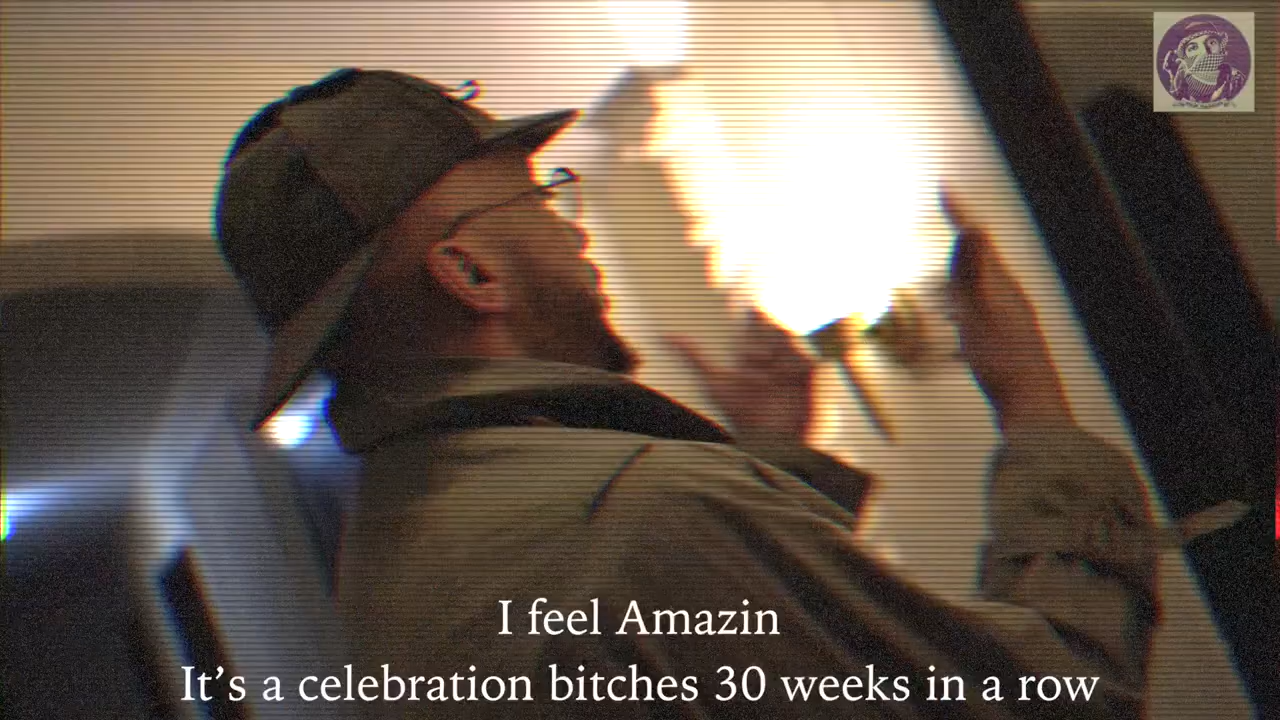 I feel Amazin
It's a celebration bitches 30 weeks in a row